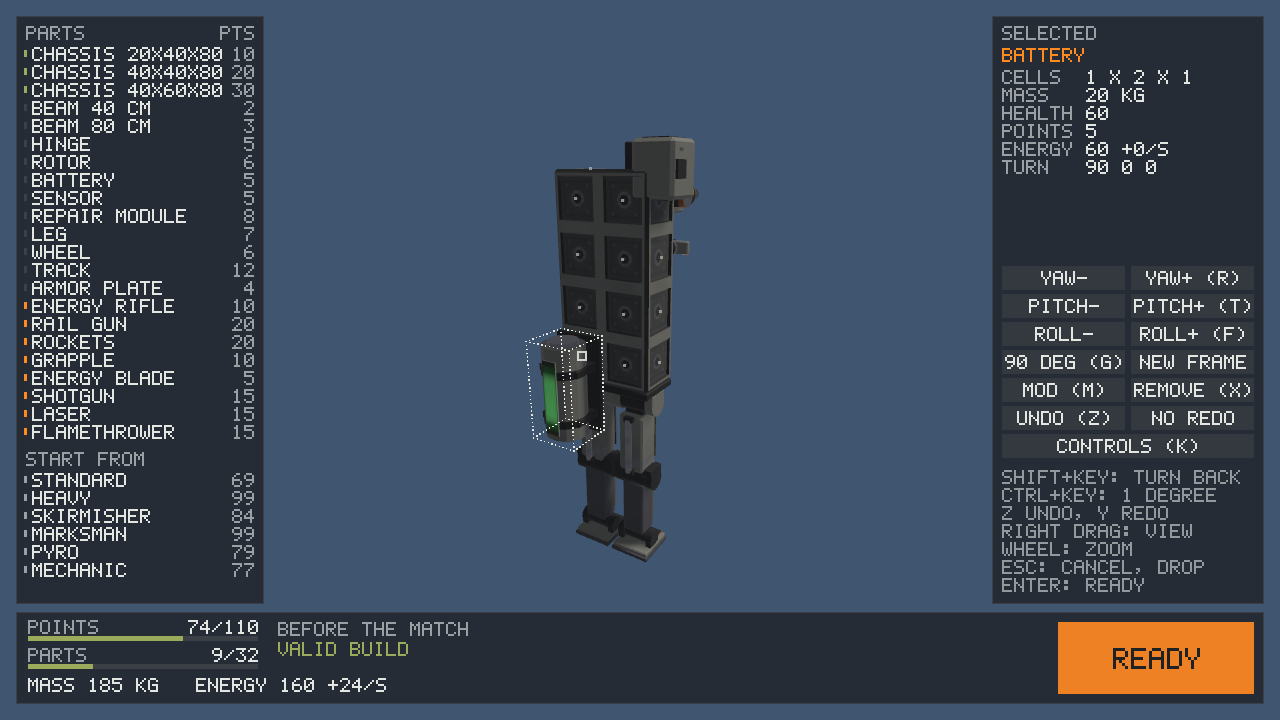 PARTS PTS
CHASSIS 20X40X80 10
CHASSIS 40X40X80 20
CHASSIS 40X60X80 30
BEAM 40 CM 2
BEAM 80 CM 3
HINGE 5
ROTOR 6
BATTERY 5
SENSOR 5
REPAIR MODULE 8
LEG 7
WHEEL 6
TRACK 12
ARMOR PLATE 4
ENERGY RIFLE 10
RAIL GUN 20
ROCKETS 20
GRAPPLE 10
ENERGY BLADE 5
SHOTGUN 15
LASER 15
FLAMETHROWER 15
START FROM
STANDARD 69
HEAVY 99
SKIRMISHER 84
MARKSMAN 99
PYRO 79
MECHANIC 77
SELECTED
BATTERY
CELLS 1 X 2 X 1
MASS 20 KG
HEALTH 60
POINTS 5
ENERGY 60 +0/S
TURN 90 0 0
YAW- YAW+ (R)
PITCH- PITCH+ (T)
ROLL- ROLL+ (F)
90 DEG (G) NEW FRAME
MOD (M) REMOVE (X)
UNDO (Z) NO REDO
CONTROLS (K)
SHIFT+KEY: TURN BACK
CTRL+KEY: 1 DEGREE
Z UNDO, Y REDO
RIGHT DRAG: VIEW
WHEEL: ZOOM
ESC: CANCEL, DROP
ENTER: READY
POINTS 74/110
PARTS 9/32
MASS 185 KG ENERGY 160 +24/S
BEFORE THE MATCH
VALID BUILD
READY